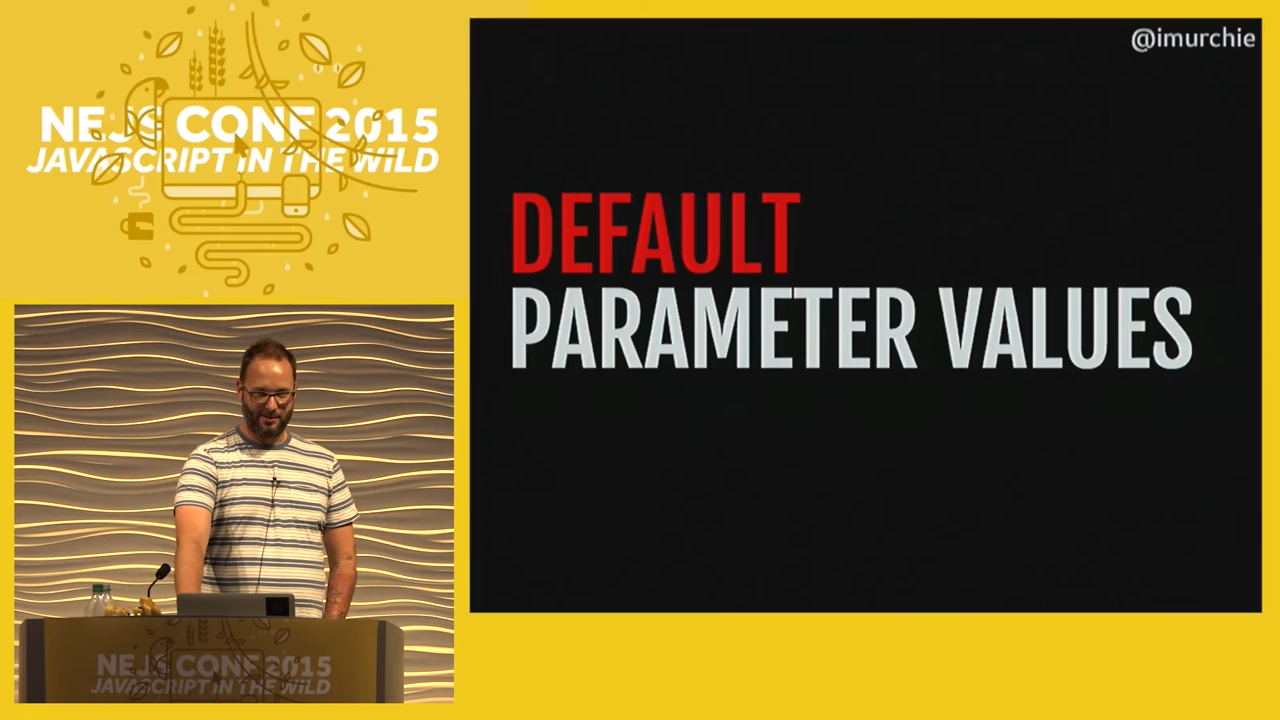 NEJS CONF 2015
JAVASCRIPT IN THE WILD
@imurchie
DEFAULT
PARAMETER VALUES
NEJS CONF 2015
JAVASCRIPT IN THE WILD